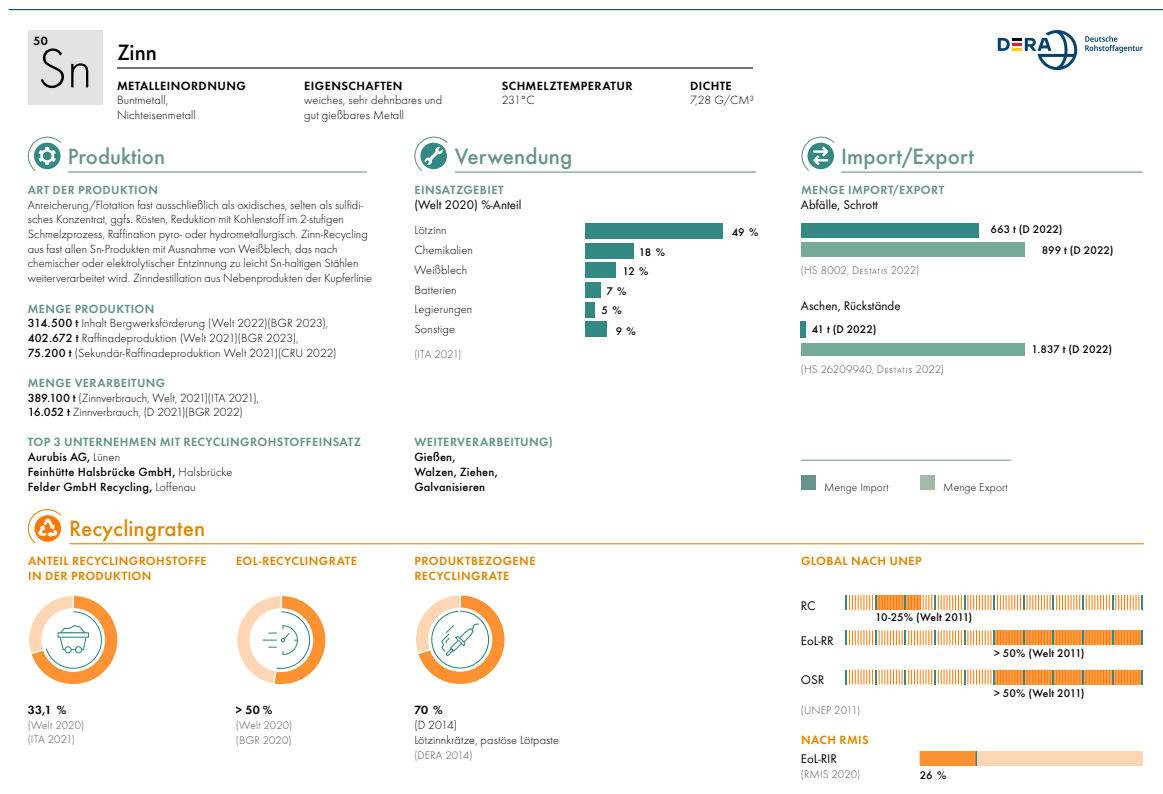 50
Sn
Zinn
DERA
Deutsche
Rohstoffagentur
METALLEINORDNUNG
Buntmetall,
Nichteisenmetall
EIGENSCHAFTEN
weiches, sehr dehnbares und
gut gießbares Metall
SCHMELZTEMPERATUR
231°C
DICHTE
7,28 G/CM³
Produktion
ART DER PRODUKTION
Anreicherung/Flotation fast ausschließlich als oxidisches, selten als sulfidi-
sches Konzentrat, ggfs. Rösten, Reduktion mit Kohlenstoff im 2-stufigen
Schmelzprozess, Raffination pyro- oder hydrometallurgisch. Zinn-Recycling
aus fast allen Sn-Produkten mit Ausnahme von Weißblech, das nach
chemischer oder elektrolytischer Entzinnung zu leicht Sn-haltigen Stählen
weiterverarbeitet wird. Zinndestillation aus Nebenprodukten der Kupferlinie
MENGE PRODUKTION
314.500 t Inhalt Bergwerksförderung (Welt 2022)(BGR 2023),
402.672 t Raffinadeproduktion (Welt 2021)(BGR 2023),
75.200 t (Sekundär-Raffinadeproduktion Welt 2021)(CRU 2022)
MENGE VERARBEITUNG
389.100 t (Zinnverbrauch, Welt, 2021)(ITA 2021),
16.052 t Zinnverbrauch, (D 2021)(BGR 2022)
TOP 3 UNTERNEHMEN MIT RECYCLINGROHSTOFFEINSATZ
Aurubis AG, Lünen
Feinhütte Halsbrücke GmbH, Halsbrücke
Felder GmbH Recycling, Loffenau
Verwendung
EINSATZGEBIET
(Welt 2020) %-Anteil
Lötzinn 49 %
Chemikalien 18 %
Weißblech 12 %
Batterien 7 %
Legierungen 5 %
Sonstige 9 %
(ITA 2021)
WEITERVERARBEITUNG)
Gießen,
Walzen, Ziehen,
Galvanisieren
Import/Export
MENGE IMPORT/EXPORT
Abfälle, Schrott
663 t (D 2022)
899 t (D 2022)
(HS 8002, Destatis 2022)
Aschen, Rückstände
41 t (D 2022)
1.837 t (D 2022)
(HS 26209940, Destatis 2022)
Menge Import Menge Export
Recyclingraten
ANTEIL RECYCLINGROHSTOFFE
IN DER PRODUKTION
33,1 %
(Welt 2020)
(ITA 2021)
EOL-RECYCLINGRATE
> 50 %
(Welt 2020)
(BGR 2020)
PRODUKTBEZOGENE
RECYCLINGRATE
70 %
(D 2014)
Lötzinnkrätze, pastöse Lötpaste
(DERA 2014)
GLOBAL NACH UNEP
RC
10-25% (Welt 2011)
EoL-RR
> 50% (Welt 2011)
OSR
> 50% (Welt 2011)
(UNEP 2011)
NACH RMIS
EoL-RIR
(RMIS 2020)
26 %